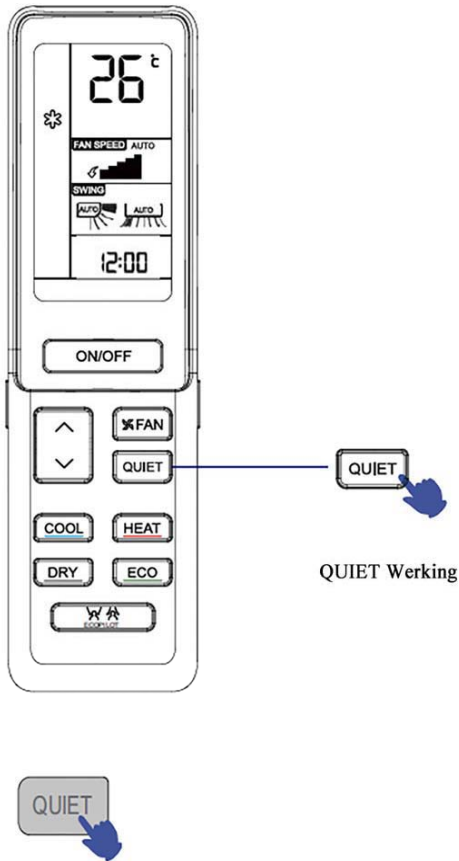 26 °c
FAN SPEED AUTO
SWING
AUTO AUTO
12:00
ON/OFF
FAN
QUIET
QUIET
COOL HEAT
DRY ECO
ECOPILOT
QUIET Werking
QUIET